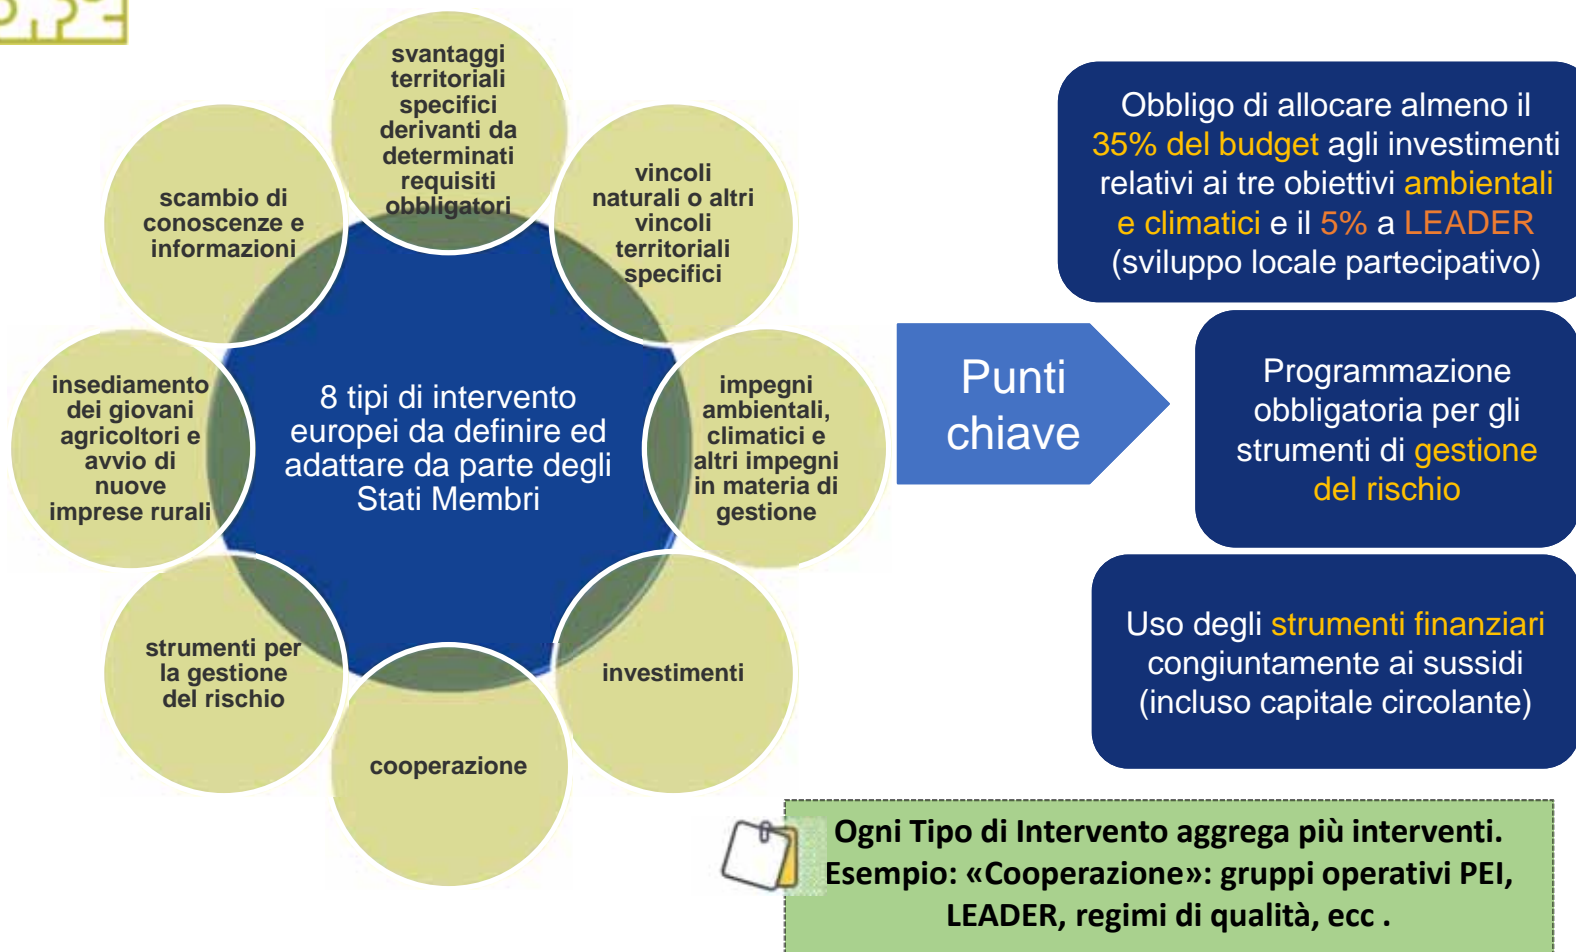 svantaggi
territoriali
specifici
derivanti da
determinati
requisiti
obbligatori
vincoli
naturali o altri
vincoli
territoriali
specifici
impegni
ambientali,
climatici e
altri impegni
in materia di
gestione
investimenti
cooperazione
strumenti per
la gestione
del rischio
insediamento
dei giovani
agricoltori e
avvio di
nuove
imprese rurali
scambio di
conoscenze e
informazioni
8 tipi di intervento
europei da definire ed
adattare da parte degli
Stati Membri
Punti
chiave
Obbligo di allocare almeno il
35% del budget agli investimenti
relativi ai tre obiettivi ambientali
e climatici e il 5% a LEADER
(sviluppo locale partecipativo)
Programmazione
obbligatoria per gli
strumenti di gestione
del rischio
Uso degli strumenti finanziari
congiuntamente ai sussidi
(incluso capitale circolante)
Ogni Tipo di Intervento aggrega più interventi.
Esempio: «Cooperazione»: gruppi operativi PEI,
LEADER, regimi di qualità, ecc .